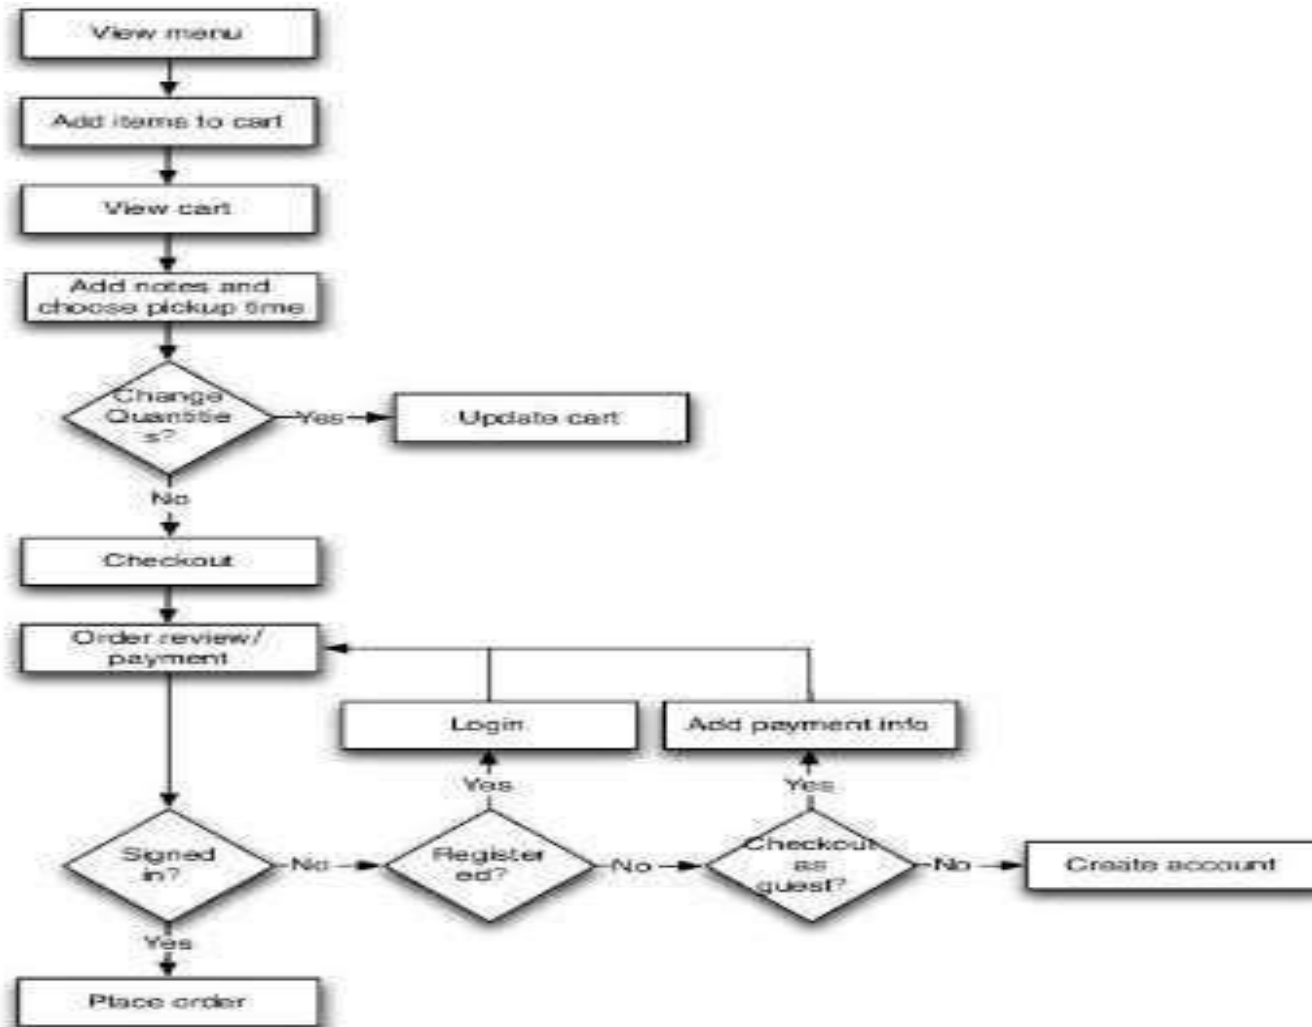 View menu
Add items to cart
View cart
Add notes and
choose pickup time
Change
Quantitie
s?
Yes
Update cart
No
Checkout
Order review/
payment
Login
Add payment info
Yes
Yes
Signed
in?
No
Register
ed?
No
Checkout
as
guest?
No
Create account
Yes
Place order